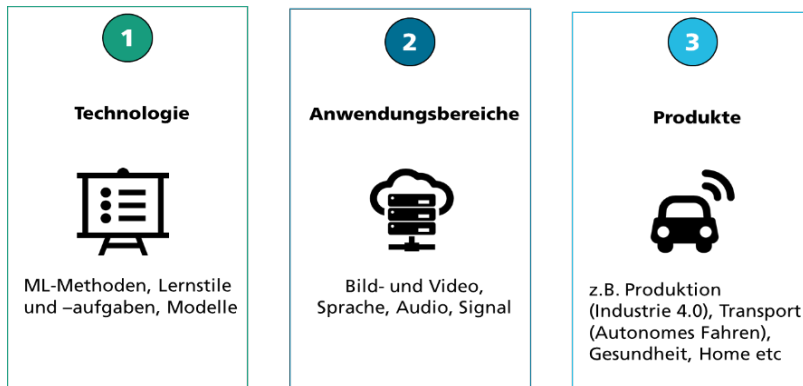 1
Technologie
ML-Methoden, Lernstile
und –aufgaben, Modelle
2
Anwendungsbereiche
Bild- und Video,
Sprache, Audio, Signal
3
Produkte
z.B. Produktion
(Industrie 4.0), Transport
(Autonomes Fahren),
Gesundheit, Home etc